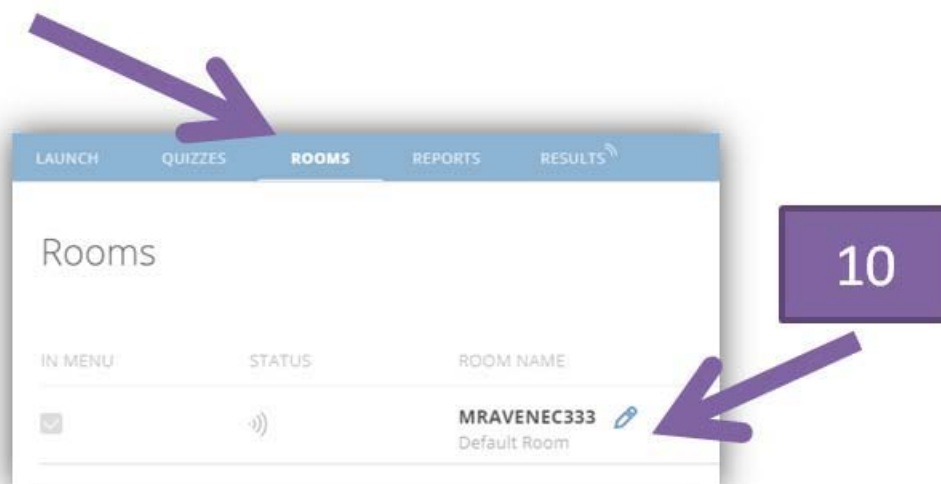 LAUNCH QUIZZES ROOMS REPORTS RESULTS
Rooms
10
IN MENU STATUS ROOM NAME
MRAVENEC333
Default Room